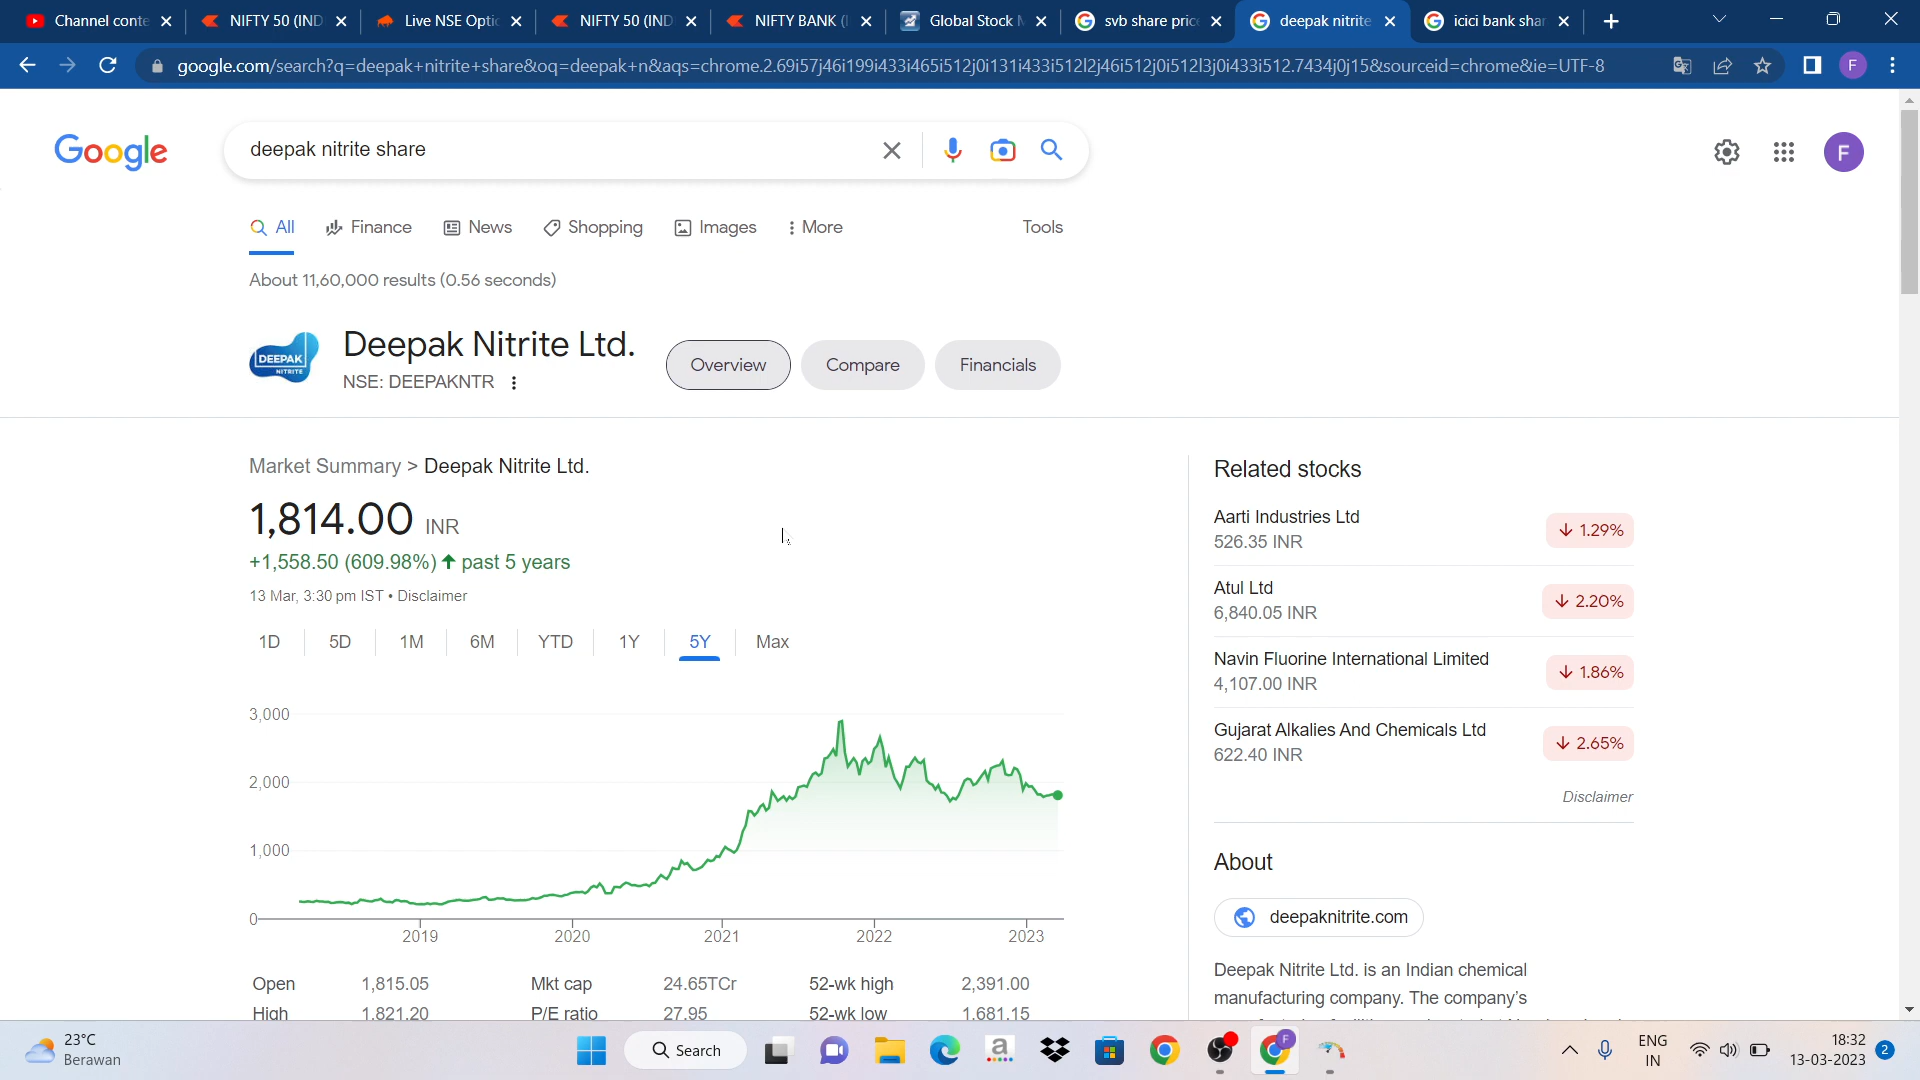 Channel conte
NIFTY 50 (IND
Live NSE Optic
NIFTY 50 (IND
NIFTY BANK (
Global Stock M
svb share price
deepak nitrite
icici bank shar
google.com/search?q=deepak+nitrite+share&oq=deepak+n&aqs=chrome.2.69i57j46i199i433i465i512j0i131i433i512l2j46i512j0i512l3j0i433i512.7434j0j15&sourceid=chrome&ie=UTF-8
F
Google
deepak nitrite share
F
All
Finance
News
Shopping
Images
More
Tools
About 11,60,000 results (0.56 seconds)
DEEPAK
NITRITE
Deepak Nitrite Ltd.
NSE: DEEPAKNTR
Overview
Compare
Financials
Market Summary > Deepak Nitrite Ltd.
1,814.00 INR
+1,558.50 (609.98%) ↑ past 5 years
13 Mar, 3:30 pm IST • Disclaimer
1D
5D
1M
6M
YTD
1Y
5Y
Max
3,000
2,000
1,000
0
2019
2020
2021
2022
2023
Open 1,815.05 Mkt cap 24.65TCr 52-wk high 2,391.00
High 1,821.20 P/E ratio 27.95 52-wk low 1,681.15
Related stocks
Aarti Industries Ltd
526.35 INR
↓ 1.29%
Atul Ltd
6,840.05 INR
↓ 2.20%
Navin Fluorine International Limited
4,107.00 INR
↓ 1.86%
Gujarat Alkalies And Chemicals Ltd
622.40 INR
↓ 2.65%
Disclaimer
About
deepaknitrite.com
Deepak Nitrite Ltd. is an Indian chemical
manufacturing company. The company's
23°C
Berawan
Search
a
F
ENG
IN
18:32
13-03-2023
2